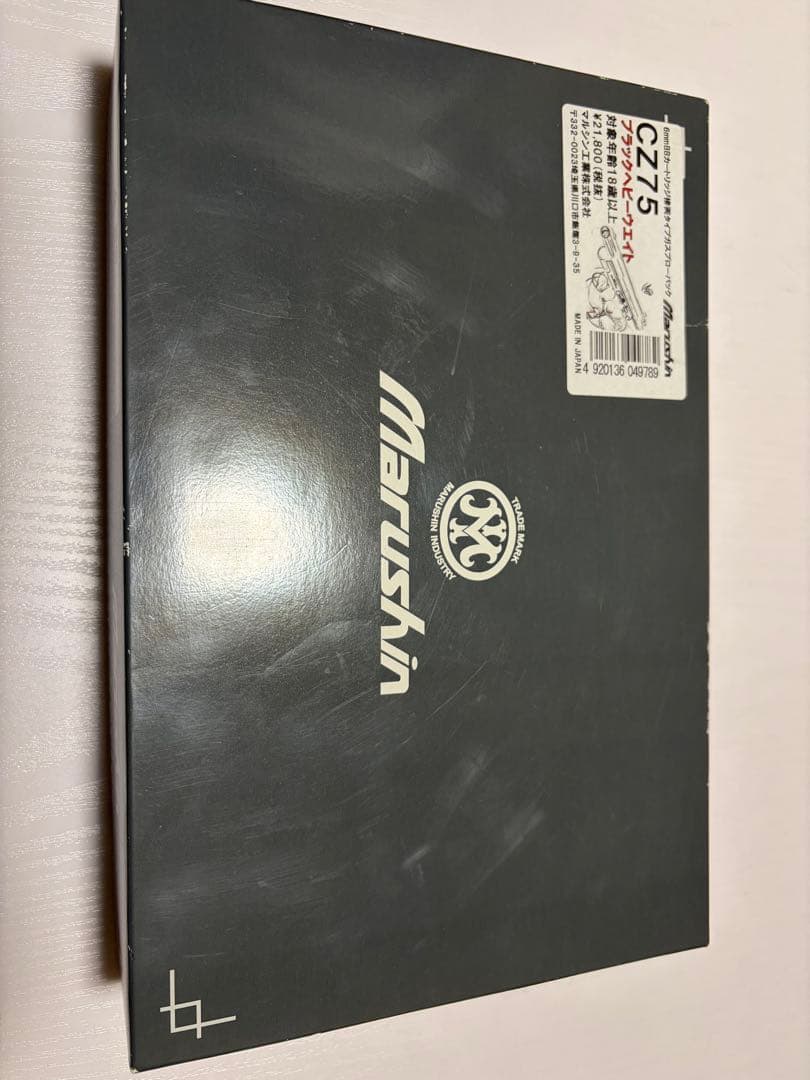 6mmBBカートリッジ排莢タイプガスブローバック
Marushin
CZ75
ブラックヘビーウエイト
対象年齢18歳以上
¥21,800(税抜)
マルシン工業株式会社
〒332-0023埼玉県川口市飯塚3-9-35
MADE IN JAPAN
4 920136 049789
TRADE MARK
MARUSHIN INDUSTRY
Marushin